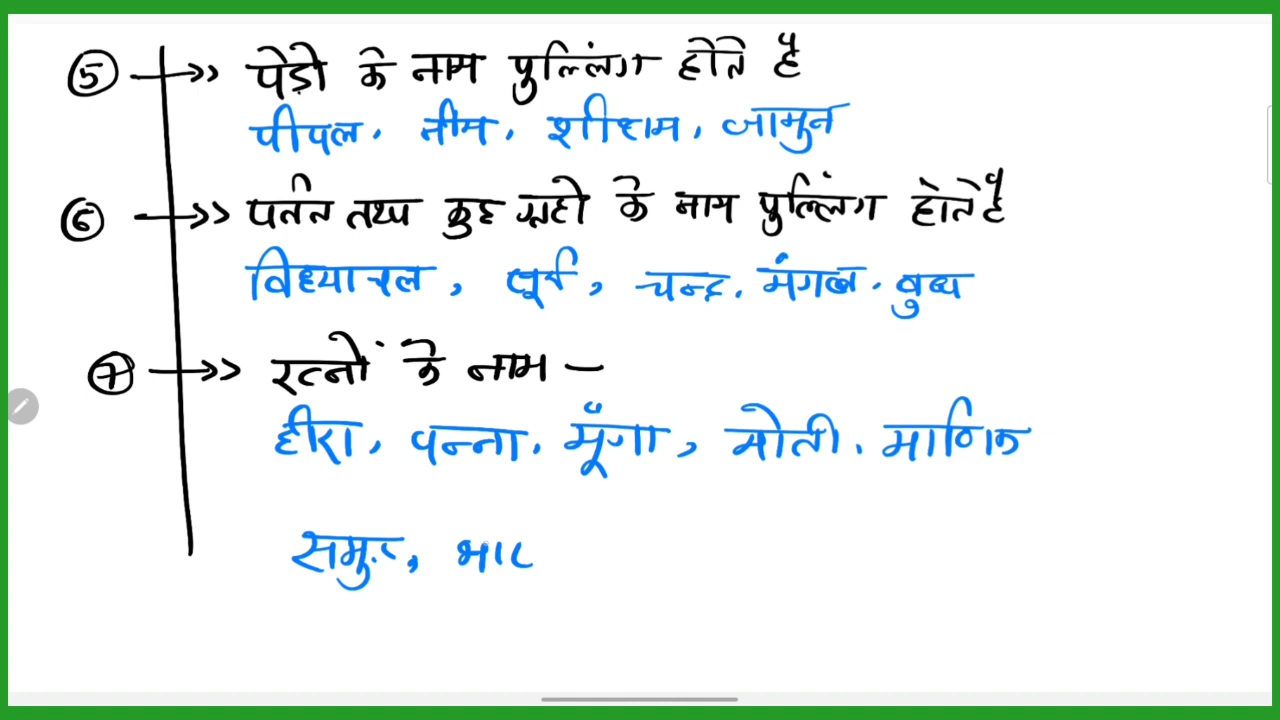 ⑤ →>> पेड़ो के नाम पुल्लिंग होते है
पीपल, नीम, शीशम, जामुन
⑥ →>> पर्वत तथा कुछ ग्रहो के नाम पुल्लिंग होते है
विंध्याचल, सूर्य, चन्द्र, मंगल, बुध
⑦ →>> रत्नों के नाम –
हीरा, पन्ना, मूँगा, मोती, माणिक
समुद्र, भार